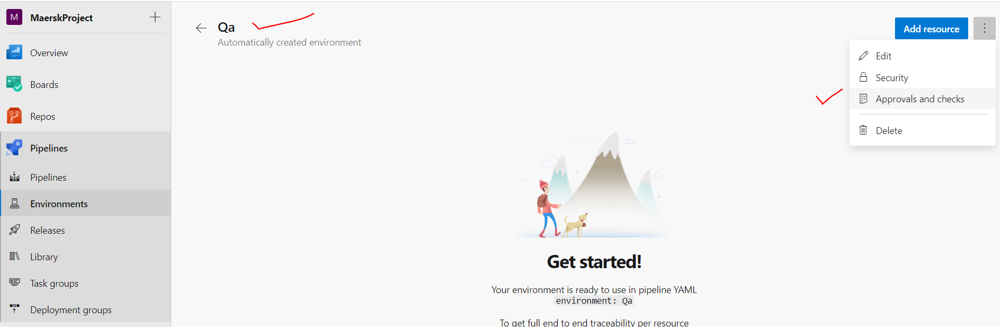 M MaerskProject
Overview
Boards
Repos
Pipelines
Pipelines
Environments
Releases
Library
Task groups
Deployment groups
Qa
Automatically created environment
Add resource
Edit
Security
Approvals and checks
Delete
Get started!
Your environment is ready to use in pipeline YAML
environment: Qa
To get full end to end traceability per resource